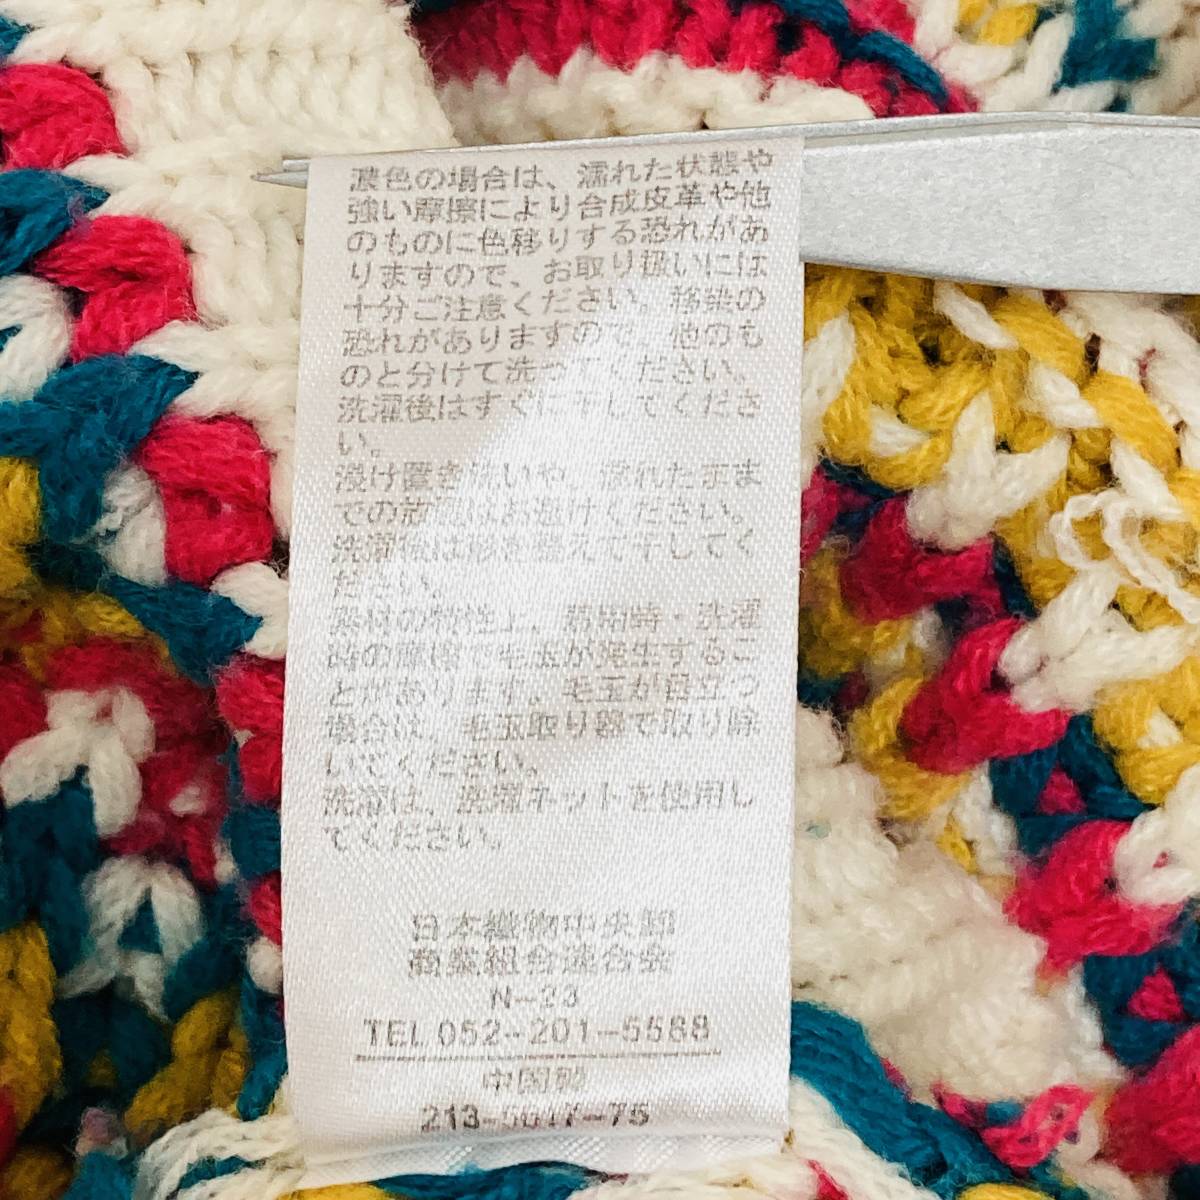 濃色の場合は、濡れた状態や
強い摩擦により合成皮革や他
のものに色移りする恐れがあ
りますので、お取り扱いには
十分ご注意ください。移染の
恐れがありますので、他のも
のと分けて洗ってください。
洗濯後はすぐに干してくださ
い。
浸け置き洗いや、濡れたまま
での放置はお避けください。
洗濯後は形を整えて干してく
ださい。
素材の特性上、着用時・洗濯
時の摩擦で毛玉が発生するこ
とがあります。毛玉が目立つ
場合は、毛玉取り器で取り除
いてください。
洗濯は、洗濯ネットを使用し
てください。
日本織物中央卸
商業組合連合会
N-23
TEL 052-201-5588
中国製